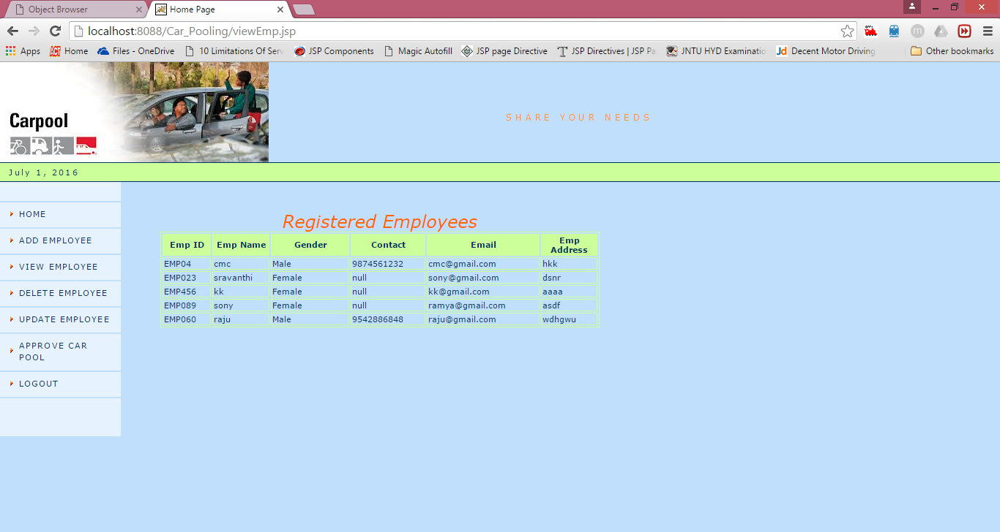 Object Browser
Home Page
localhost:8088/Car_Pooling/viewEmp.jsp
Apps Home Files - OneDrive 10 Limitations Of Serv JSP Components Magic Autofill JSP page Directive JSP Directives | JSP Pa JNTU HYD Examinatio Decent Motor Driving Other bookmarks
Carpool
SHARE YOUR NEEDS
July 1, 2016
HOME
ADD EMPLOYEE
VIEW EMPLOYEE
DELETE EMPLOYEE
UPDATE EMPLOYEE
APPROVE CAR
POOL
LOGOUT
Registered Employees
Emp ID Emp Name Gender Contact Email Emp Address
EMP04 cmc Male 9874561232 cmc@gmail.com hkk
EMP023 sravanthi Female null sony@gmail.com dsnr
EMP456 kk Female null kk@gmail.com aaaa
EMP089 sony Female null ramya@gmail.com asdf
EMP060 raju Male 9542886848 raju@gmail.com wdhgwu